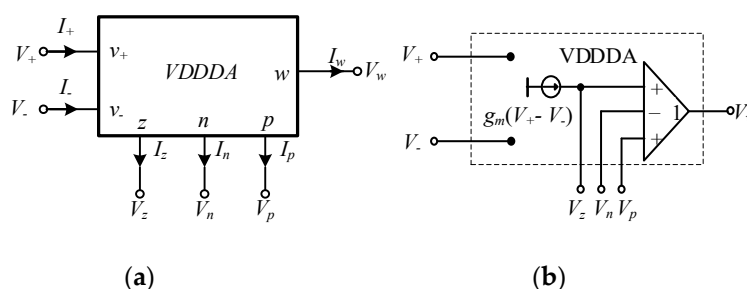 I+
V+
v+
VDDDA
w
Iw
Vw
I-
V-
v-
z
n
p
Iz
In
Ip
Vz
Vn
Vp
(a)
V+
VDDDA
+
gm(V+- V-)
−
1
+
V-
Vz
Vn
Vp
(b)